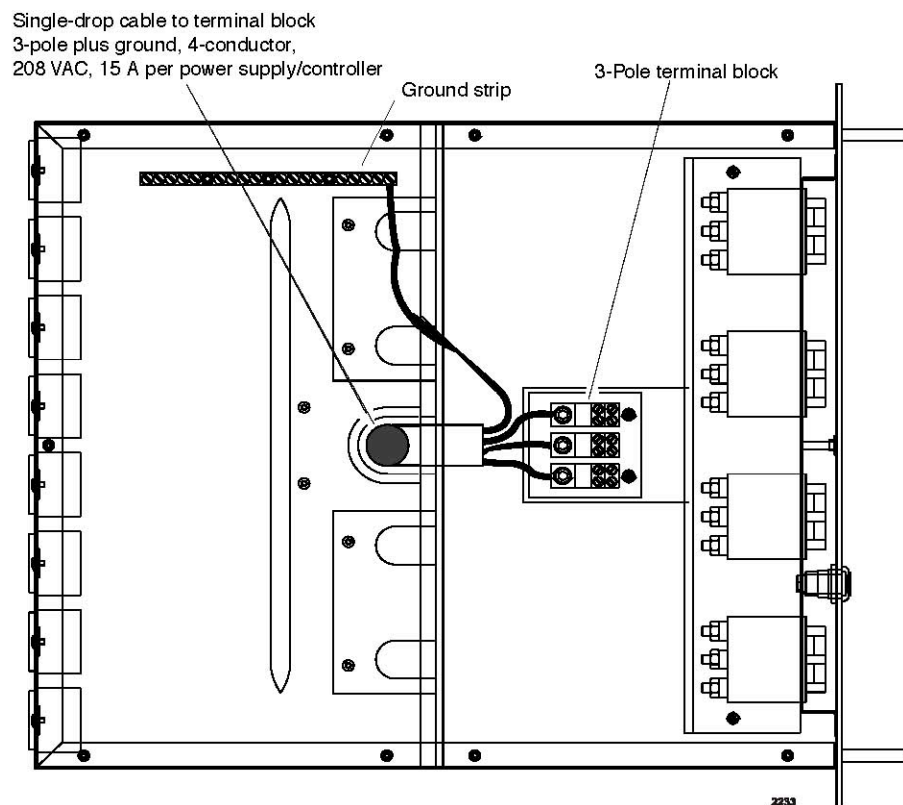 Single-drop cable to terminal block
3-pole plus ground, 4-conductor,
208 VAC, 15 A per power supply/controller
Ground strip
3-Pole terminal block
2233